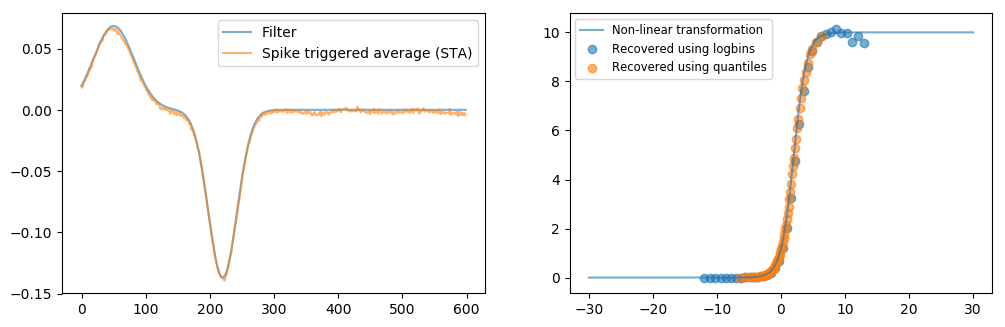 Filter
Spike triggered average (STA)
0.05
0.00
−0.05
−0.10
−0.15
0 100 200 300 400 500 600
Non-linear transformation
Recovered using logbins
Recovered using quantiles
10
8
6
4
2
0
−30 −20 −10 0 10 20 30